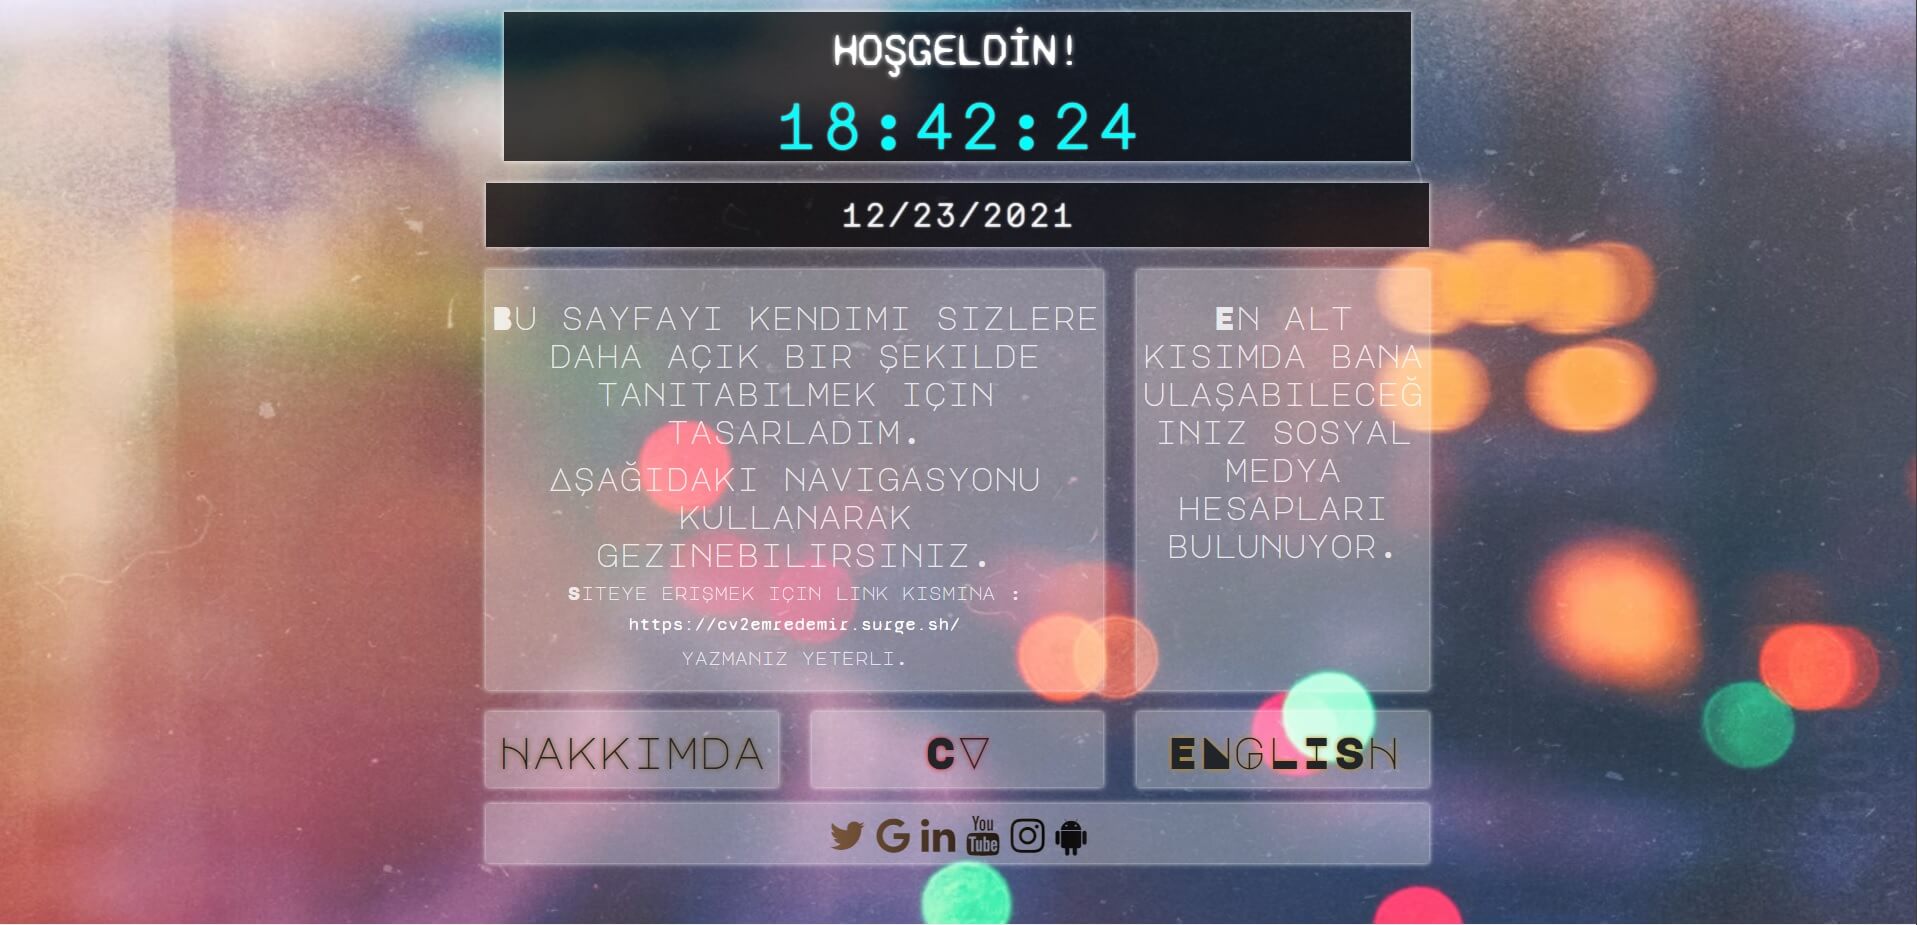 HOŞGELDİN!
18:42:24
12/23/2021
BU SAYFAYI KENDIMI SIZLERE
DAHA AÇIK BIR ŞEKILDE
TANITABILMEK IÇIN
TASARLADIM.
AŞAĞIDAKI NAVIGASYONU
KULLANARAK
GEZINEBILIRSINIZ.
SITEYE ERIŞMEK IÇIN LINK KISMINA :
https://cv2emredemir.surge.sh/
YAZMANIZ YETERLI.
EN ALT
KISIMDA BANA
ULAŞABILECEĞ
INIZ SOSYAL
MEDYA
HESAPLARI
BULUNUYOR.
HAKKIMDA
CV
ENGLISH
You
Tube